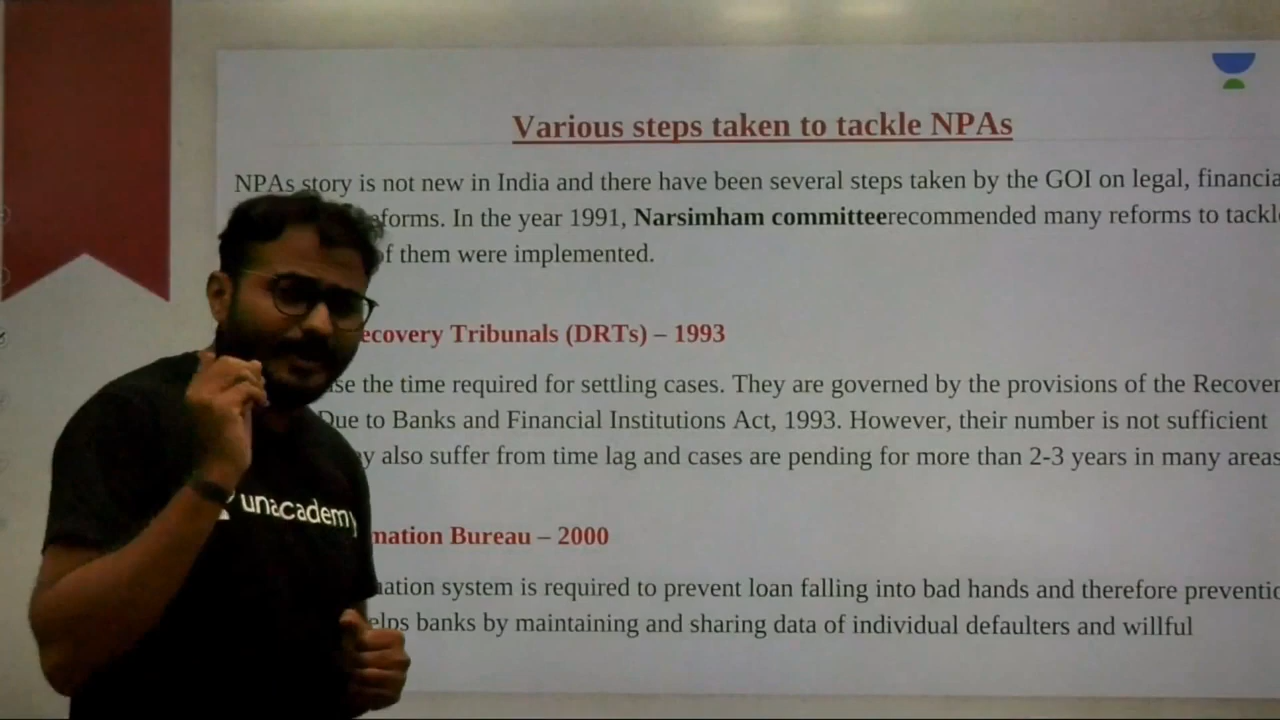 Various steps taken to tackle NPAs
NPAs story is not new in India and there have been several steps taken by the GOI on legal, financia
eforms. In the year 1991, Narsimham committeerecommended many reforms to tackl
of them were implemented.
ecovery Tribunals (DRTs) – 1993
se the time required for settling cases. They are governed by the provisions of the Recover
Due to Banks and Financial Institutions Act, 1993. However, their number is not sufficient
y also suffer from time lag and cases are pending for more than 2-3 years in many areas
mation Bureau – 2000
ation system is required to prevent loan falling into bad hands and therefore preventio
elps banks by maintaining and sharing data of individual defaulters and willful
unacademy